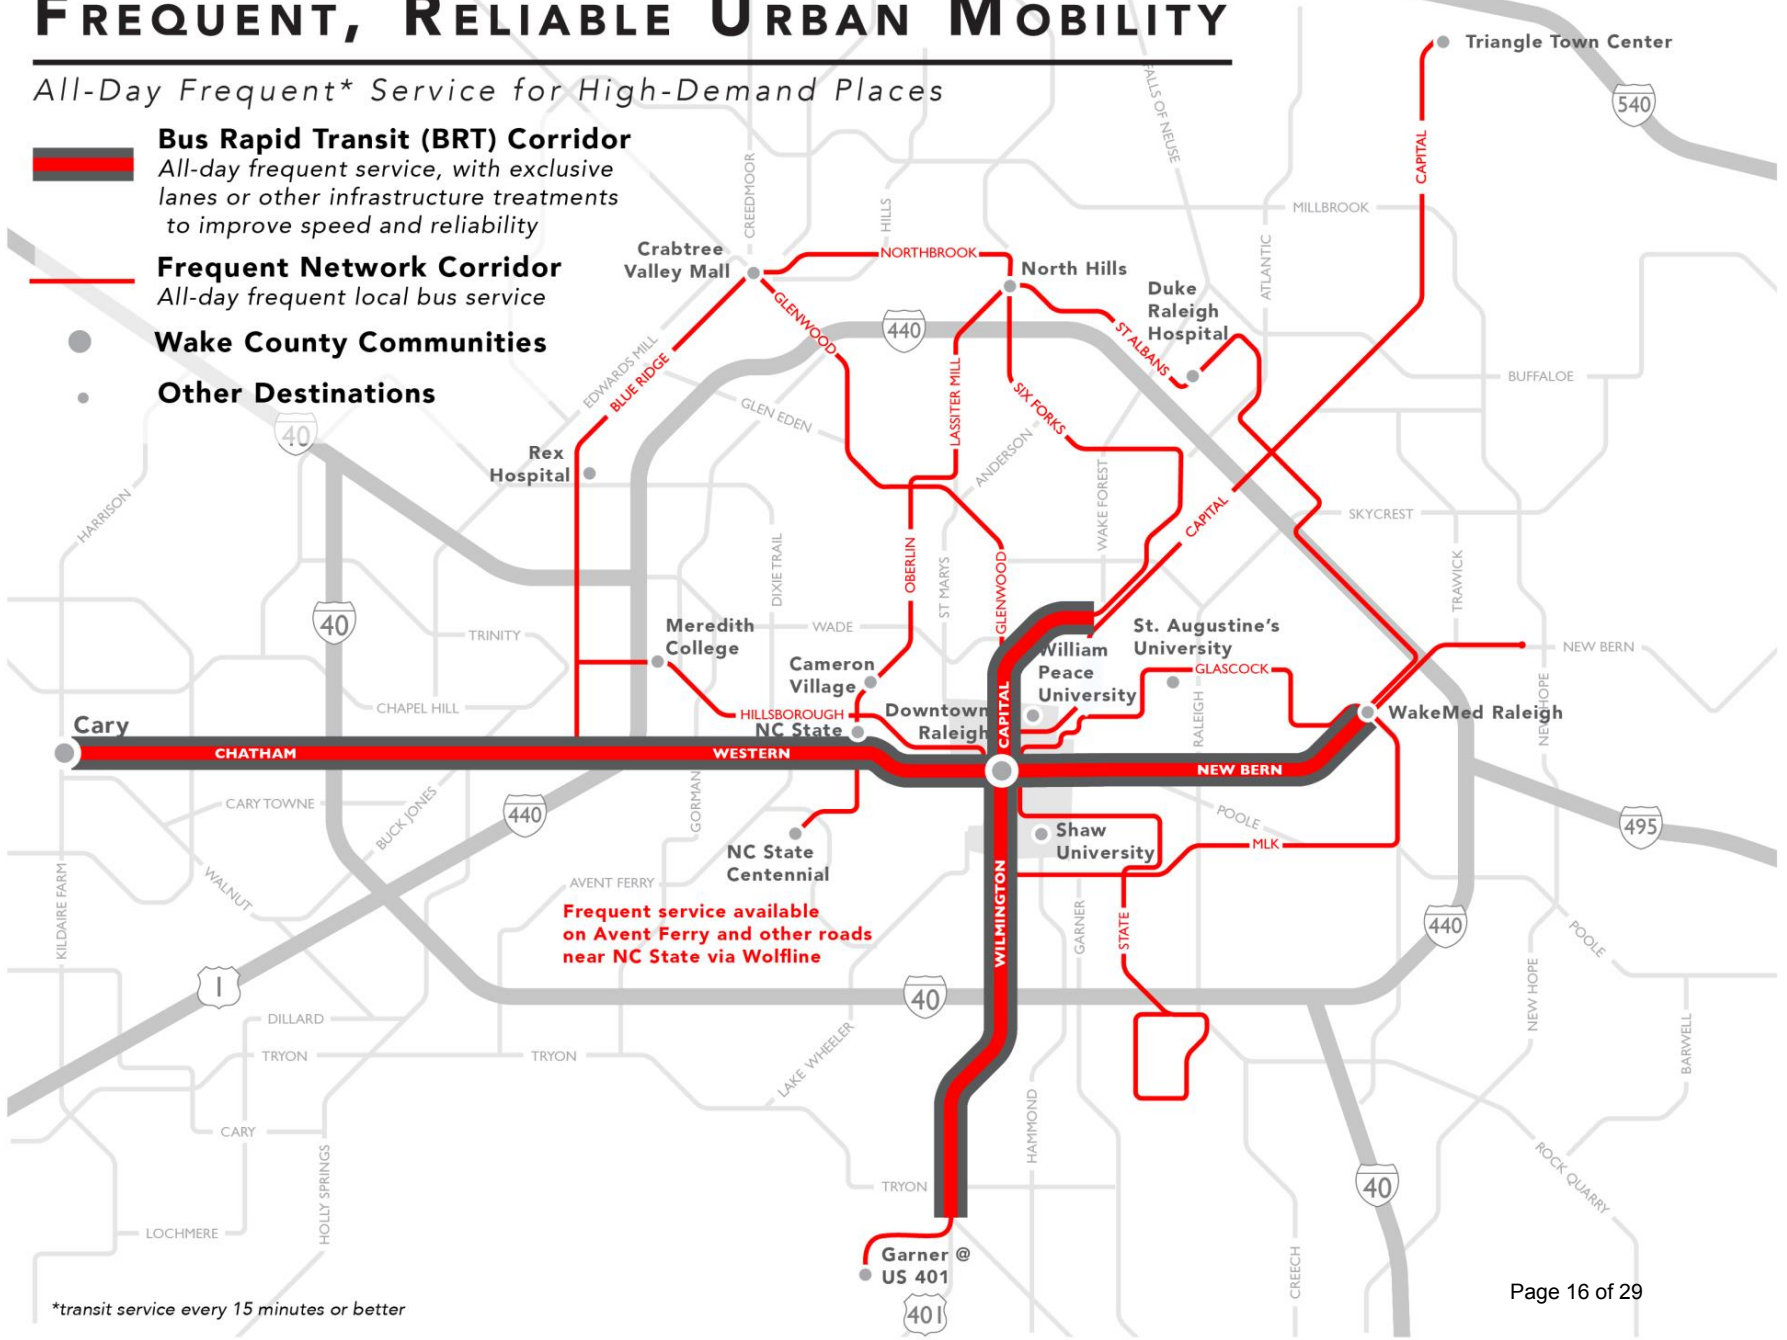 FREQUENT, RELIABLE URBAN MOBILITY
All-Day Frequent* Service for High-Demand Places
Bus Rapid Transit (BRT) Corridor
All-day frequent service, with exclusive
lanes or other infrastructure treatments
to improve speed and reliability
Frequent Network Corridor
All-day frequent local bus service
Wake County Communities
Other Destinations
Triangle Town Center
540
FALLS OF NEUSE
CAPITAL
CREEDMOOR
HILLS
MILLBROOK
ATLANTIC
Crabtree
Valley Mall
NORTHBROOK
North Hills
Duke
Raleigh
Hospital
GLENWOOD
440
ST ALBANS
EDWARDS MILL
BLUE RIDGE
LASSITER MILL
SIX FORKS
BUFFALOE
GLEN EDEN
40
ANDERSON
Rex
Hospital
HARRISON
WAKE FOREST
CAPITAL
SKYCREST
DIXIE TRAIL
OBERLIN
ST MARYS
GLENWOOD
TRAWICK
40
TRINITY
Meredith
College
WADE
St. Augustine's
University
William
Peace
University
GLASCOCK
NEW BERN
Cameron
Village
CHAPEL HILL
HILLSBOROUGH
NC State
Downtown
Raleigh
CAPITAL
RALEIGH
WakeMed Raleigh
NEW HOPE
Cary
CHATHAM
WESTERN
NEW BERN
CARY TOWNE
BUCK JONES
440
GORMAN
POOLE
495
NC State
Centennial
Shaw
University
MLK
KILDAIRE FARM
WALNUT
AVENT FERRY
WILMINGTON
GARNER
STATE
440
POOLE
Frequent service available
on Avent Ferry and other roads
near NC State via Wolfline
1
40
NEW HOPE
DILLARD
TRYON
TRYON
LAKE WHEELER
BARWELL
CARY
HOLLY SPRINGS
HAMMOND
ROCK QUARRY
TRYON
40
LOCHMERE
Garner @
US 401
401
CREECH
*transit service every 15 minutes or better
Page 16 of 29